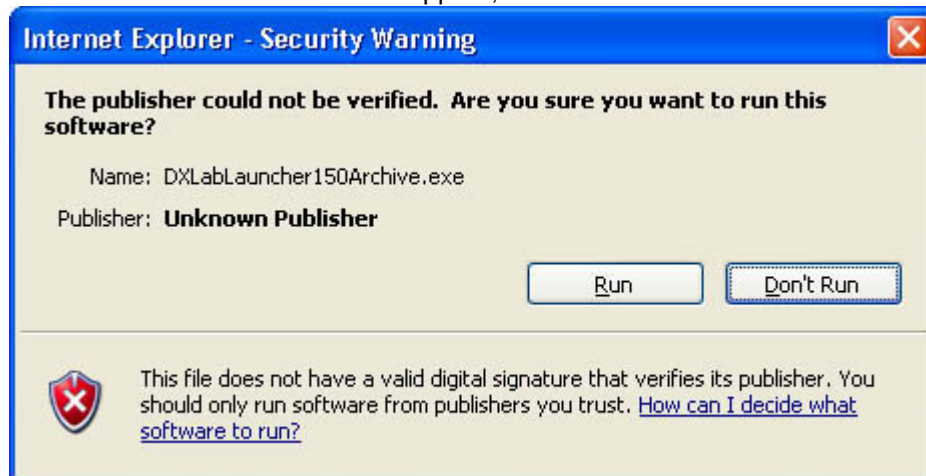 Internet Explorer - Security Warning
The publisher could not be verified. Are you sure you want to run this
software?
Name: DXLabLauncher150Archive.exe
Publisher: Unknown Publisher
Run Don't Run
This file does not have a valid digital signature that verifies its publisher. You
should only run software from publishers you trust. How can I decide what
software to run?